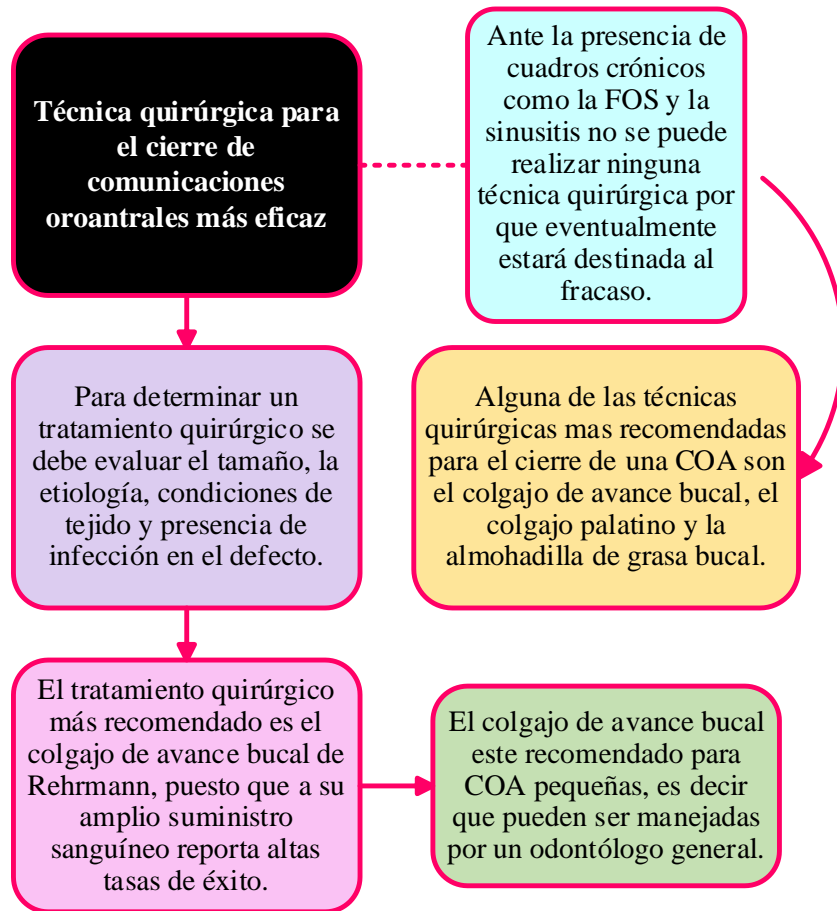 Técnica quirúrgica para
el cierre de
comunicaciones
oroantrales más eficaz
Ante la presencia de
cuadros crónicos
como la FOS y la
sinusitis no se puede
realizar ninguna
técnica quirúrgica por
que eventualmente
estará destinada al
fracaso.
Para determinar un
tratamiento quirúrgico se
debe evaluar el tamaño, la
etiología, condiciones de
tejido y presencia de
infección en el defecto.
Alguna de las técnicas
quirúrgicas mas recomendadas
para el cierre de una COA son
el colgajo de avance bucal, el
colgajo palatino y la
almohadilla de grasa bucal.
El tratamiento quirúrgico
más recomendado es el
colgajo de avance bucal de
Rehrmann, puesto que a su
amplio suministro
sanguíneo reporta altas
tasas de éxito.
El colgajo de avance bucal
este recomendado para
COA pequeñas, es decir
que pueden ser manejadas
por un odontólogo general.